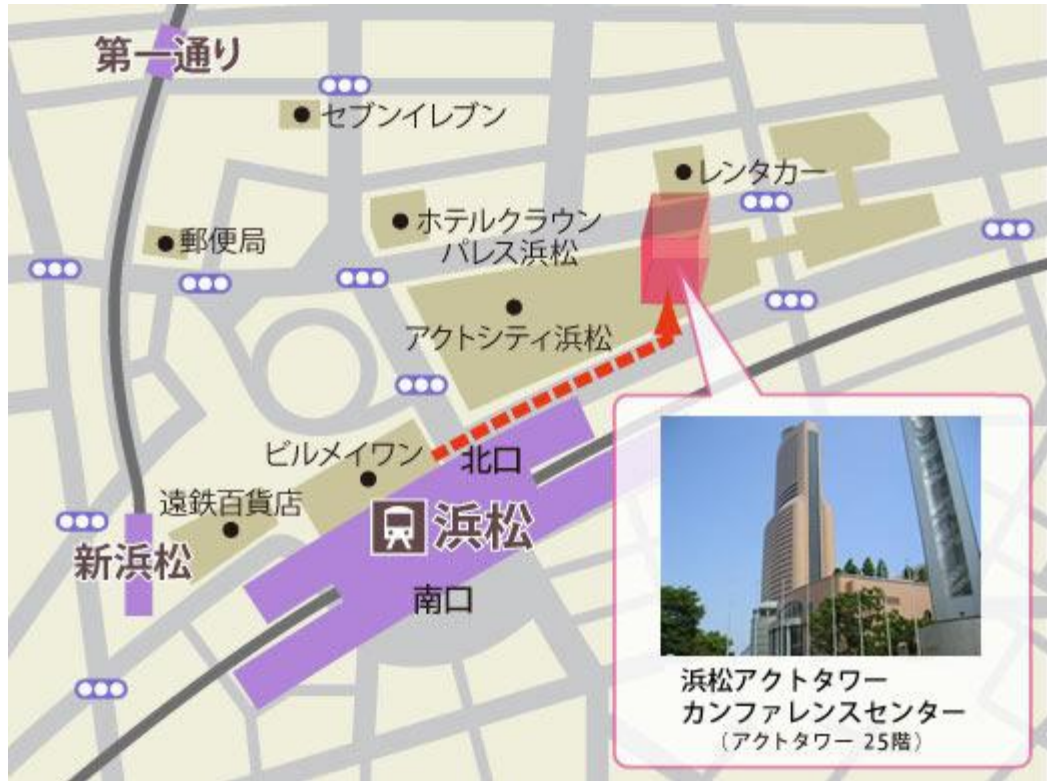 第一通り
セブンイレブン
レンタカー
ホテルクラウン
パレス浜松
郵便局
アクトシティ浜松
ビルメイワン
北口
遠鉄百貨店
浜松
新浜松
南口
浜松アクトタワー
カンファレンスセンター
(アクトタワー 25階)